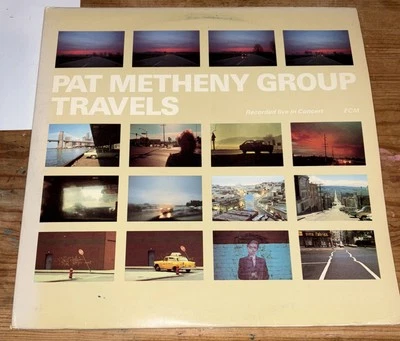 PAT METHENY GROUP
TRAVELS
Recorded live in Concert
ECM